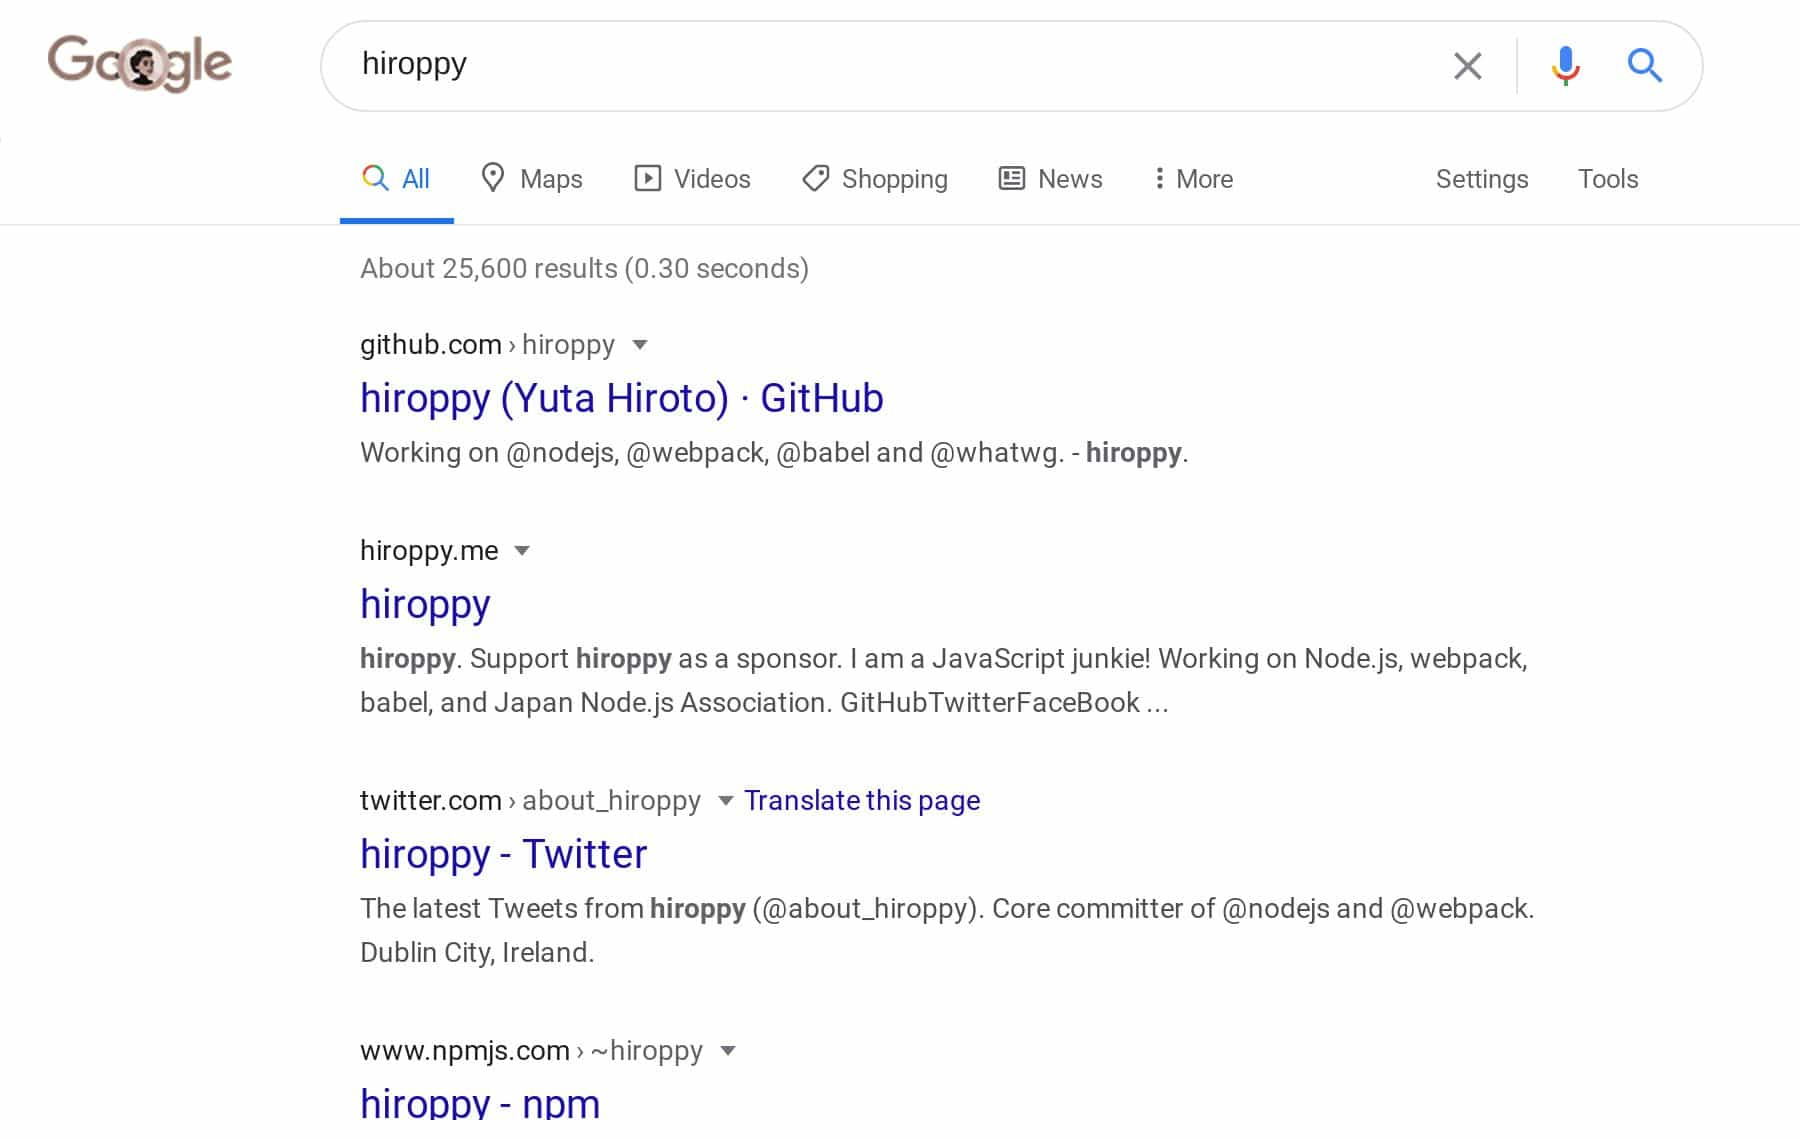 Google
hiroppy
All Maps Videos Shopping News More Settings Tools
About 25,600 results (0.30 seconds)
github.com › hiroppy
hiroppy (Yuta Hiroto) · GitHub
Working on @nodejs, @webpack, @babel and @whatwg. - hiroppy.
hiroppy.me
hiroppy
hiroppy. Support hiroppy as a sponsor. I am a JavaScript junkie! Working on Node.js, webpack,
babel, and Japan Node.js Association. GitHubTwitterFaceBook ...
twitter.com › about_hiroppy Translate this page
hiroppy - Twitter
The latest Tweets from hiroppy (@about_hiroppy). Core committer of @nodejs and @webpack.
Dublin City, Ireland.
www.npmjs.com › ~hiroppy
hiroppy - npm